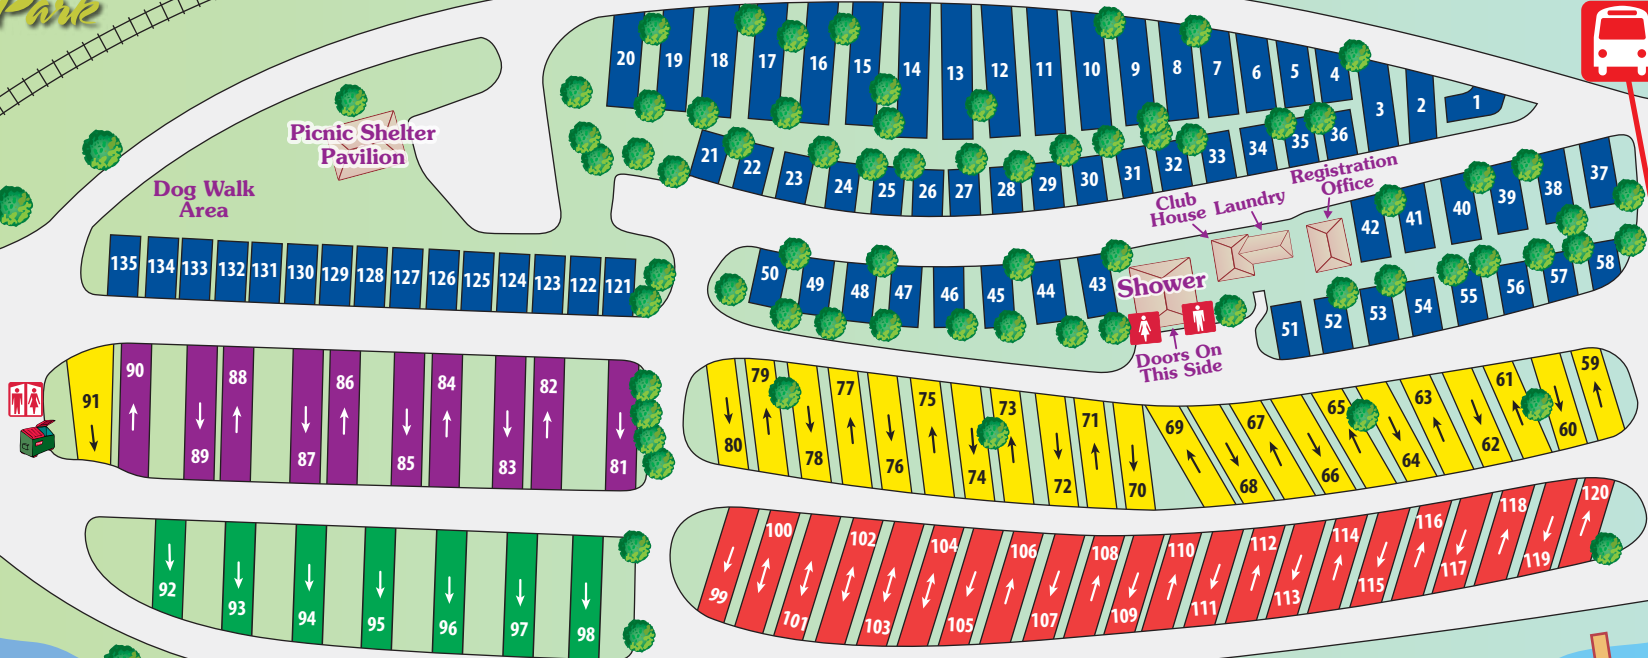 Park
20 19 18 17 16 15 14 13 12 11 10 9 8 7 6 5 4 3 2 1
Picnic Shelter
Pavilion
21 22 23 24 25 26 27 28 29 30 31 32 33 34 35 36
Dog Walk
Area
Club
House
Laundry
Registration
Office
42 41 40 39 38 37
135 134 133 132 131 130 129 128 127 126 125 124 123 122 121
50 49 48 47 46 45 44 43
Shower
Doors On
This Side
51 52 53 54 55 56 57 58
91 90 88 86 84 82
89 87 85 83 81
79 77 75 73 71 69 67 65 63 61 59
80 78 76 74 72 70 68 66 64 62 60
92 93 94 95 96 97 98
100 102 104 106 108 110 112 114 116 118 120
99 101 103 105 107 109 111 113 115 117 119